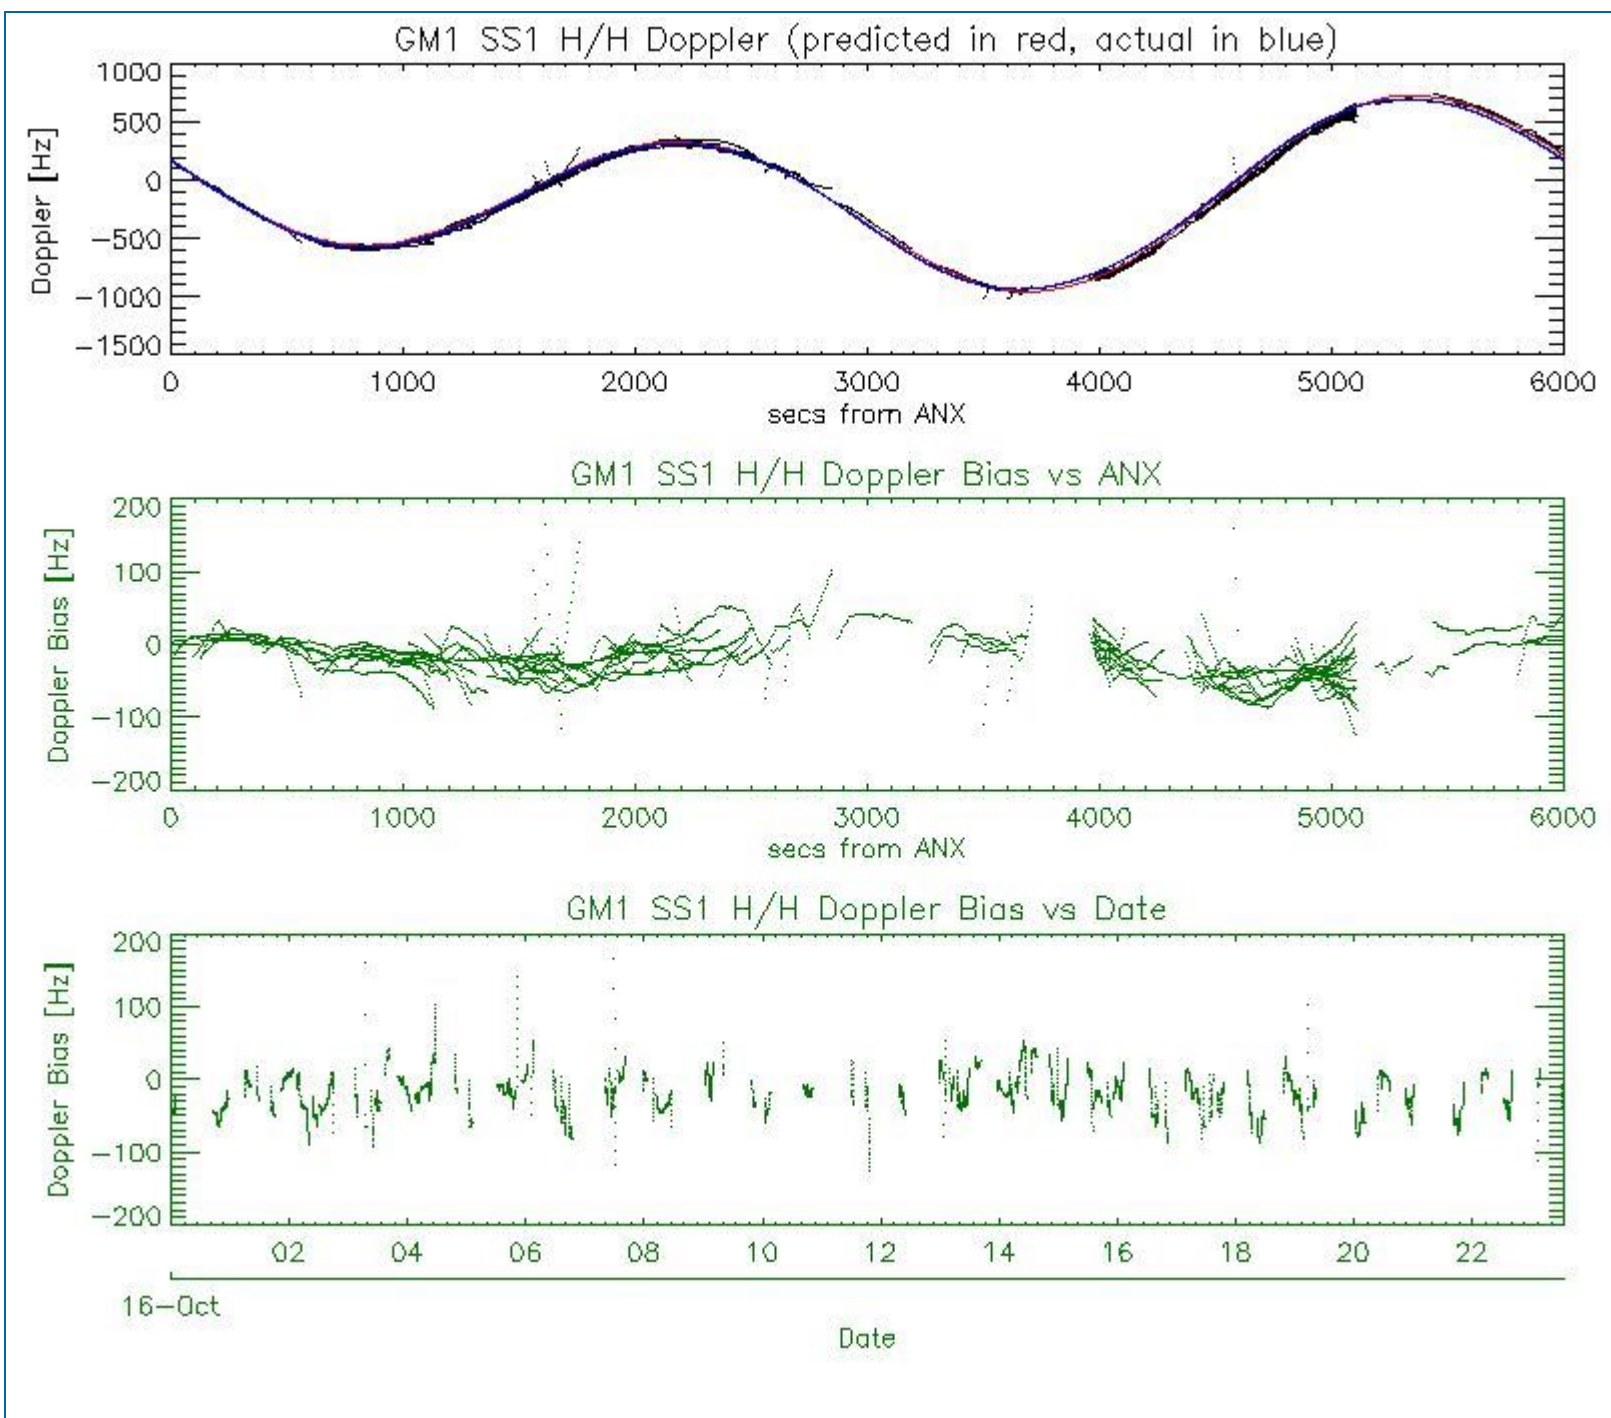 GM1 SS1 H/H Doppler (predicted in red, actual in blue)
1000
500
0
-500
-1000
-1500
Doppler [Hz]
0 1000 2000 3000 4000 5000 6000
secs from ANX
GM1 SS1 H/H Doppler Bias vs ANX
200
100
0
-100
-200
Doppler Bias [Hz]
0 1000 2000 3000 4000 5000 6000
secs from ANX
GM1 SS1 H/H Doppler Bias vs Date
200
100
0
-100
-200
Doppler Bias [Hz]
02 04 06 08 10 12 14 16 18 20 22
16-Oct
Date